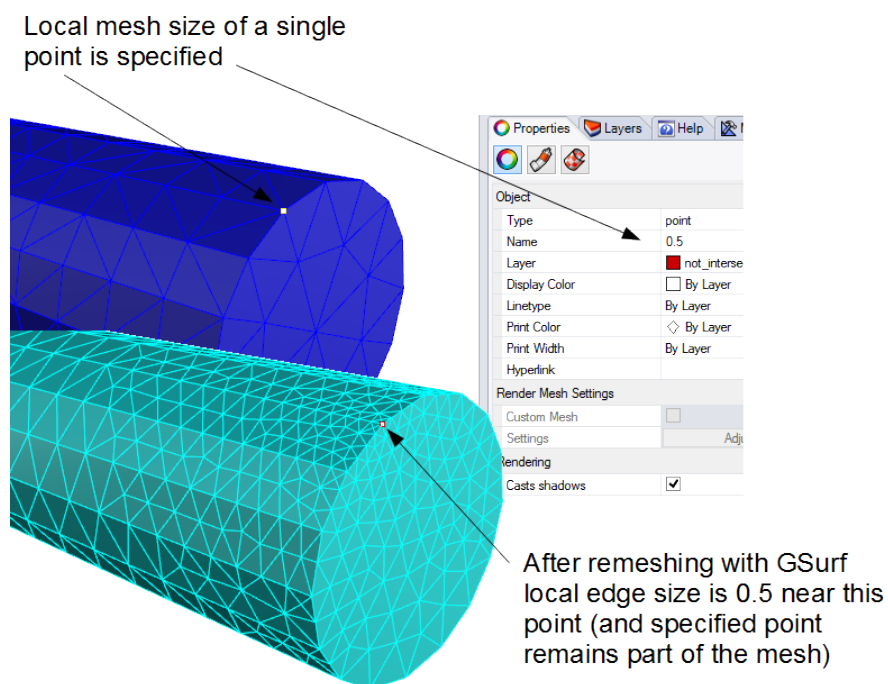 Local mesh size of a single
point is specified
Properties Layers Help
Object
Type point
Name 0.5
Layer not_interse
Display Color By Layer
Linetype By Layer
Print Color By Layer
Print Width By Layer
Hyperlink
Render Mesh Settings
Custom Mesh
Settings Adju
Rendering
Casts shadows
After remeshing with GSurf
local edge size is 0.5 near this
point (and specified point
remains part of the mesh)